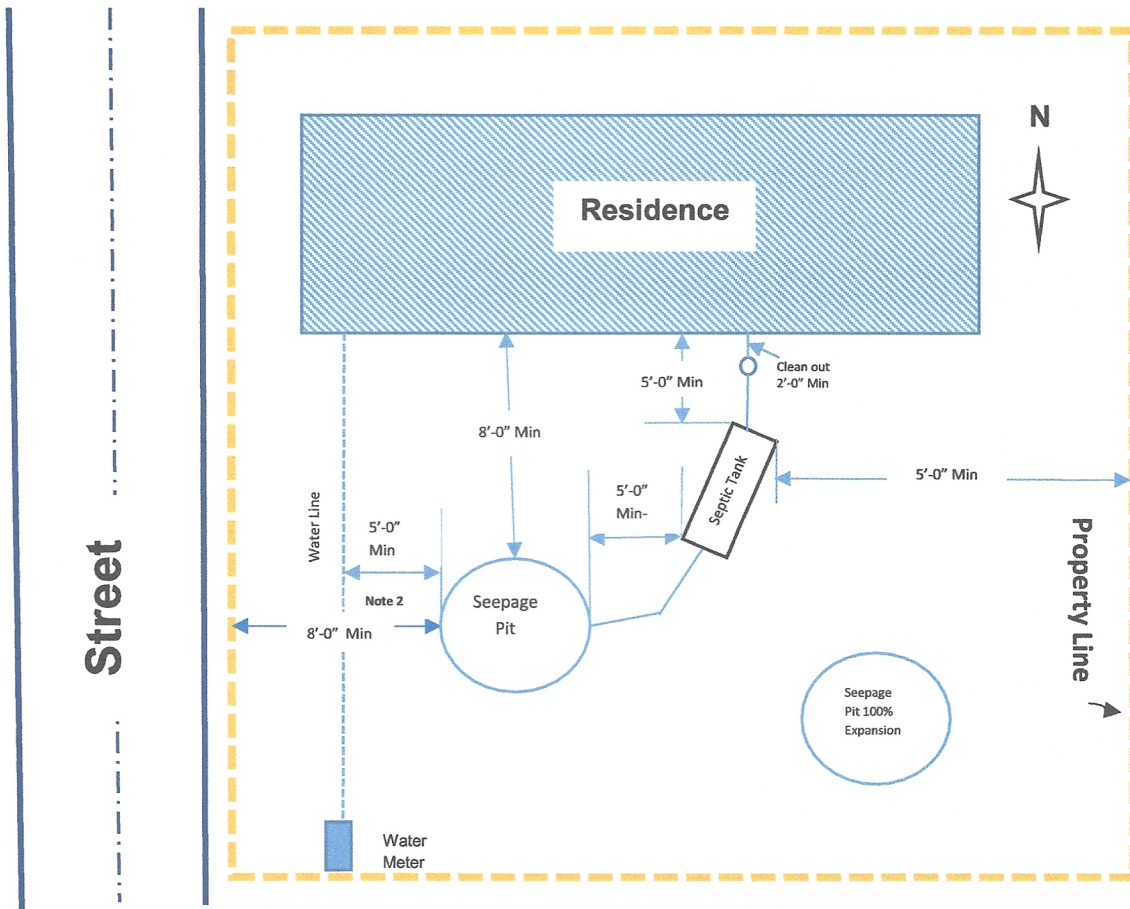 N
Residence
Clean out
2’-0” Min
5’-0” Min
8’-0” Min
Septic Tank
5’-0” Min
5’-0”
Min-
Water Line
5’-0”
Min
Note 2
8’-0” Min
Seepage
Pit
Street
Property Line
Seepage
Pit 100%
Expansion
Water
Meter